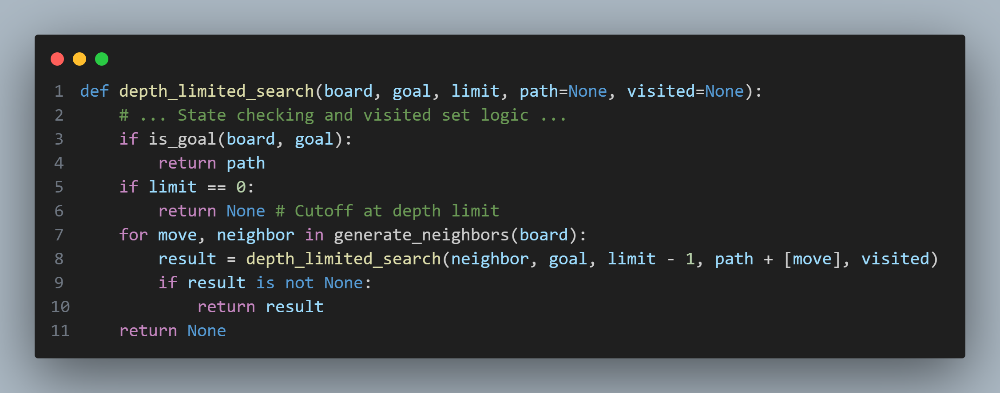 1 def depth_limited_search(board, goal, limit, path=None, visited=None):
2     # ... State checking and visited set logic ...
3     if is_goal(board, goal):
4         return path
5     if limit == 0:
6         return None # Cutoff at depth limit
7     for move, neighbor in generate_neighbors(board):
8         result = depth_limited_search(neighbor, goal, limit - 1, path + [move], visited)
9         if result is not None:
10             return result
11     return None